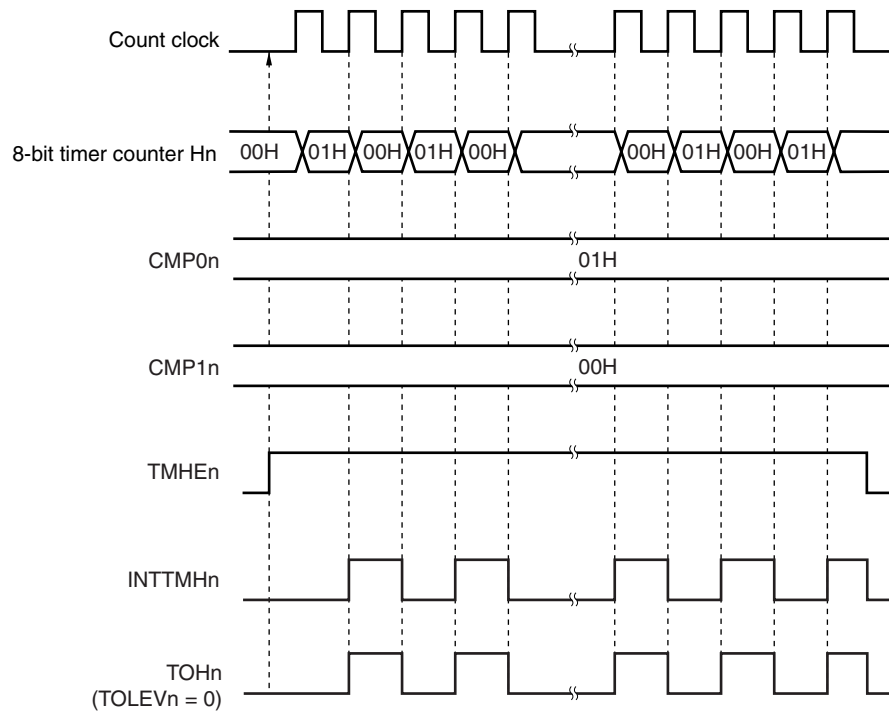 Count clock
8-bit timer counter Hn 00H 01H 00H 01H 00H 00H 01H 00H 01H
CMP0n 01H
CMP1n 00H
TMHEn
INTTMHn
TOHn
(TOLEVn = 0)